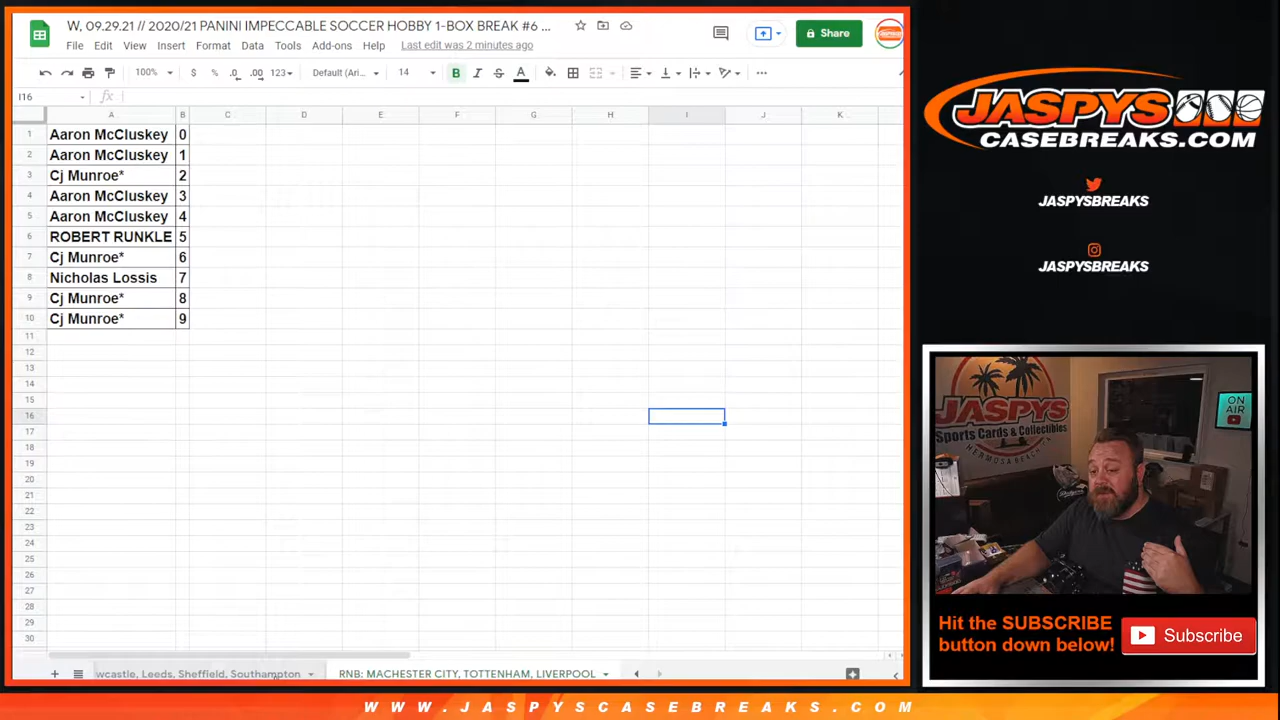 W, 09.29.21 // 2020/21 PANINI IMPECCABLE SOCCER HOBBY 1-BOX BREAK #6 ...
File Edit View Insert Format Data Tools Add-ons Help Last edit was 2 minutes ago
Share
100% $ % .0 .00 123 Default (Ari... 14 B I S A
I16 fx
A B C D E F G H I J K
1 Aaron McCluskey 0
2 Aaron McCluskey 1
3 Cj Munroe* 2
4 Aaron McCluskey 3
5 Aaron McCluskey 4
6 ROBERT RUNKLE 5
7 Cj Munroe* 6
8 Nicholas Lossis 7
9 Cj Munroe* 8
10 Cj Munroe* 9
11
12
13
14
15
16
17
18
19
20
21
22
23
24
25
26
27
28
29
30
wcastle, Leeds, Sheffield, Southampton
RNB: MACHESTER CITY, TOTTENHAM, LIVERPOOL
JASPYS
CASEBREAKS.COM
JASPYSBREAKS
JASPYSBREAKS
JASPYS
Sports Cards & Collectibles
HERMOSA BEACH, CA
ON
AIR
Hit the SUBSCRIBE
button down below!
Subscribe
WWW.JASPYSCASEBREAKS.COM